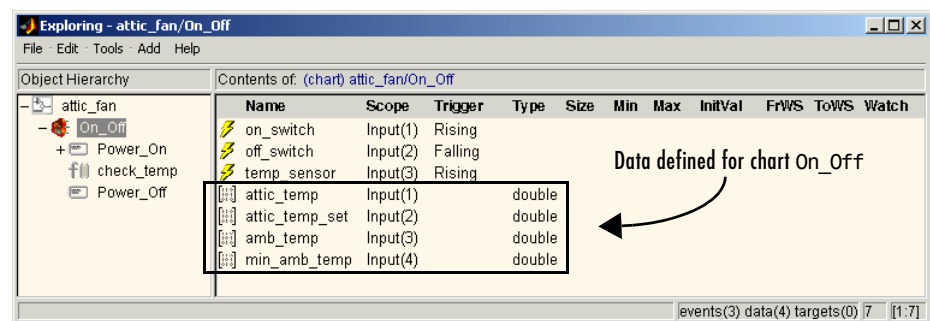 Exploring - attic_fan/On_Off
File Edit Tools Add Help
Object Hierarchy
Contents of: (chart) attic_fan/On_Off
attic_fan
On_Off
Power_On
check_temp
Power_Off
Name Scope Trigger Type Size Min Max InitVal FrWS ToWS Watch
on_switch Input(1) Rising
off_switch Input(2) Falling
temp_sensor Input(3) Rising
attic_temp Input(1) double
attic_temp_set Input(2) double
amb_temp Input(3) double
min_amb_temp Input(4) double
Data defined for chart On_Off
events(3) data(4) targets(0) 7 [1:7]